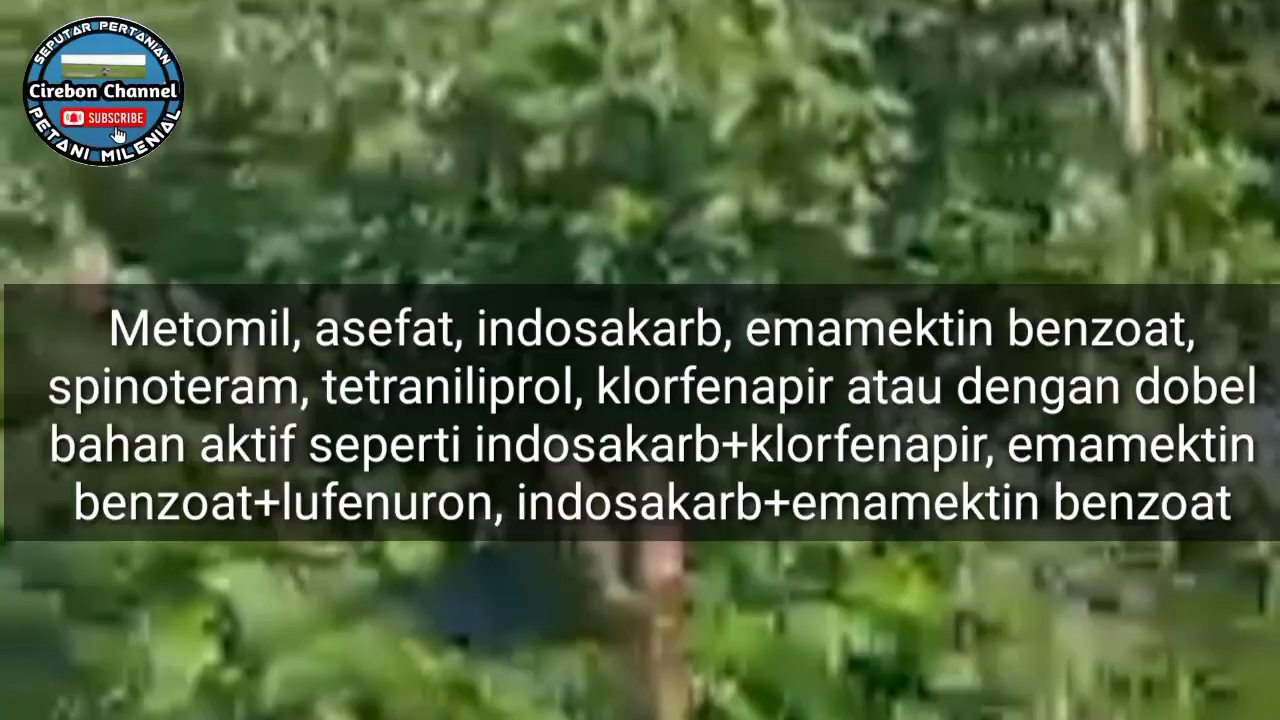 SEPUTAR PERTANIAN
Cirebon Channel
SUBSCRIBE
PETANI MILENIAL
Metomil, asefat, indosakarb, emamektin benzoat,
spinoteram, tetraniliprol, klorfenapir atau dengan dobel
bahan aktif seperti indosakarb+klorfenapir, emamektin
benzoat+lufenuron, indosakarb+emamektin benzoat